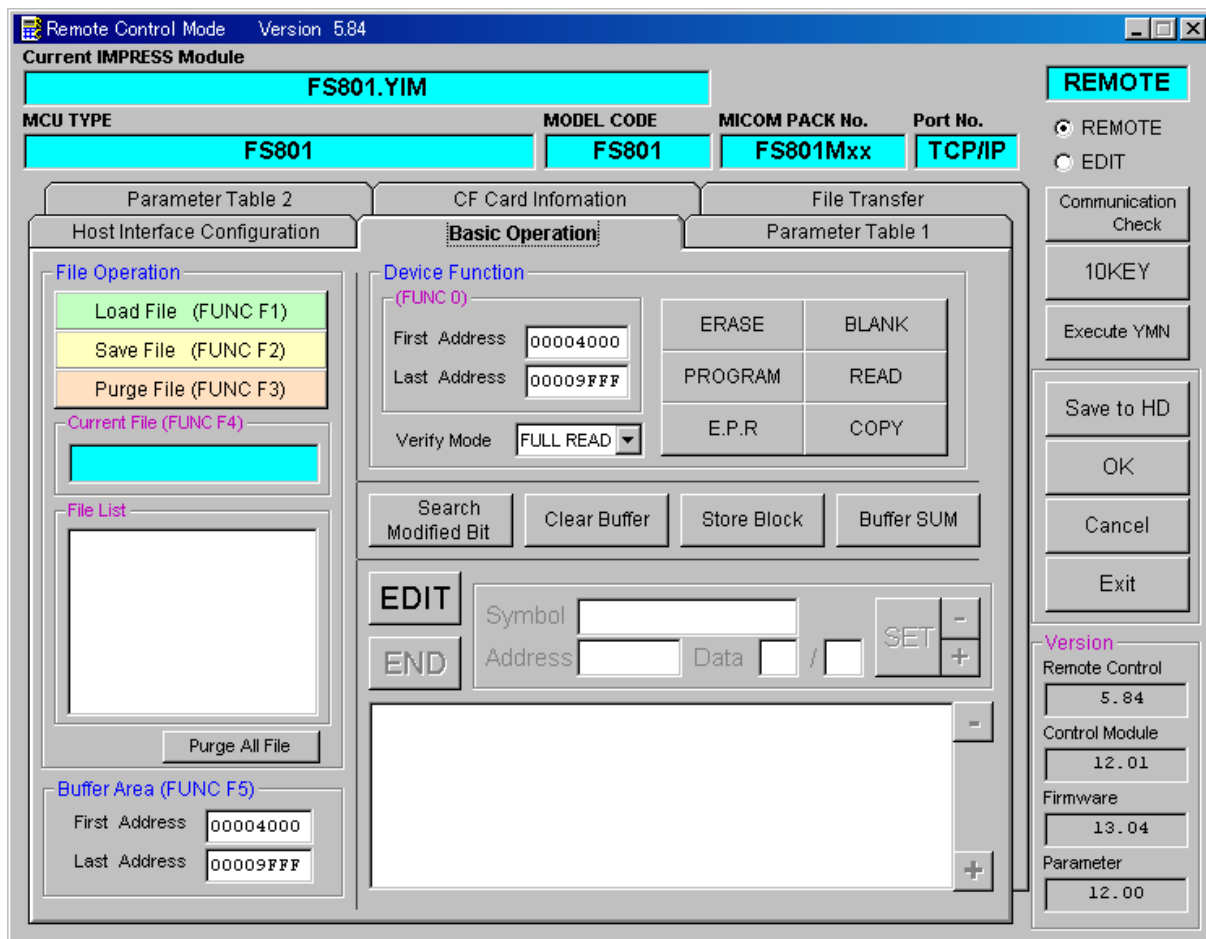 Remote Control Mode Version 5.84
Current IMPRESS Module
FS801.YIM
REMOTE
MCU TYPE
MODEL CODE
MICOM PACK No.
Port No.
FS801
FS801
FS801Mxx
TCP/IP
REMOTE
EDIT
Parameter Table 2
CF Card Infomation
File Transfer
Host Interface Configuration
Basic Operation
Parameter Table 1
Communication
Check
10KEY
Execute YMN
File Operation
Load File (FUNC F1)
Save File (FUNC F2)
Purge File (FUNC F3)
Current File (FUNC F4)
File List
Purge All File
Buffer Area (FUNC F5)
First Address 00004000
Last Address 00009FFF
Device Function
(FUNC 0)
First Address 00004000
Last Address 00009FFF
Verify Mode FULL READ
ERASE
BLANK
PROGRAM
READ
E.P.R
COPY
Search
Modified Bit
Clear Buffer
Store Block
Buffer SUM
EDIT
END
Symbol
Address
Data /
SET
-
+
-
+
Save to HD
OK
Cancel
Exit
Version
Remote Control
5.84
Control Module
12.01
Firmware
13.04
Parameter
12.00